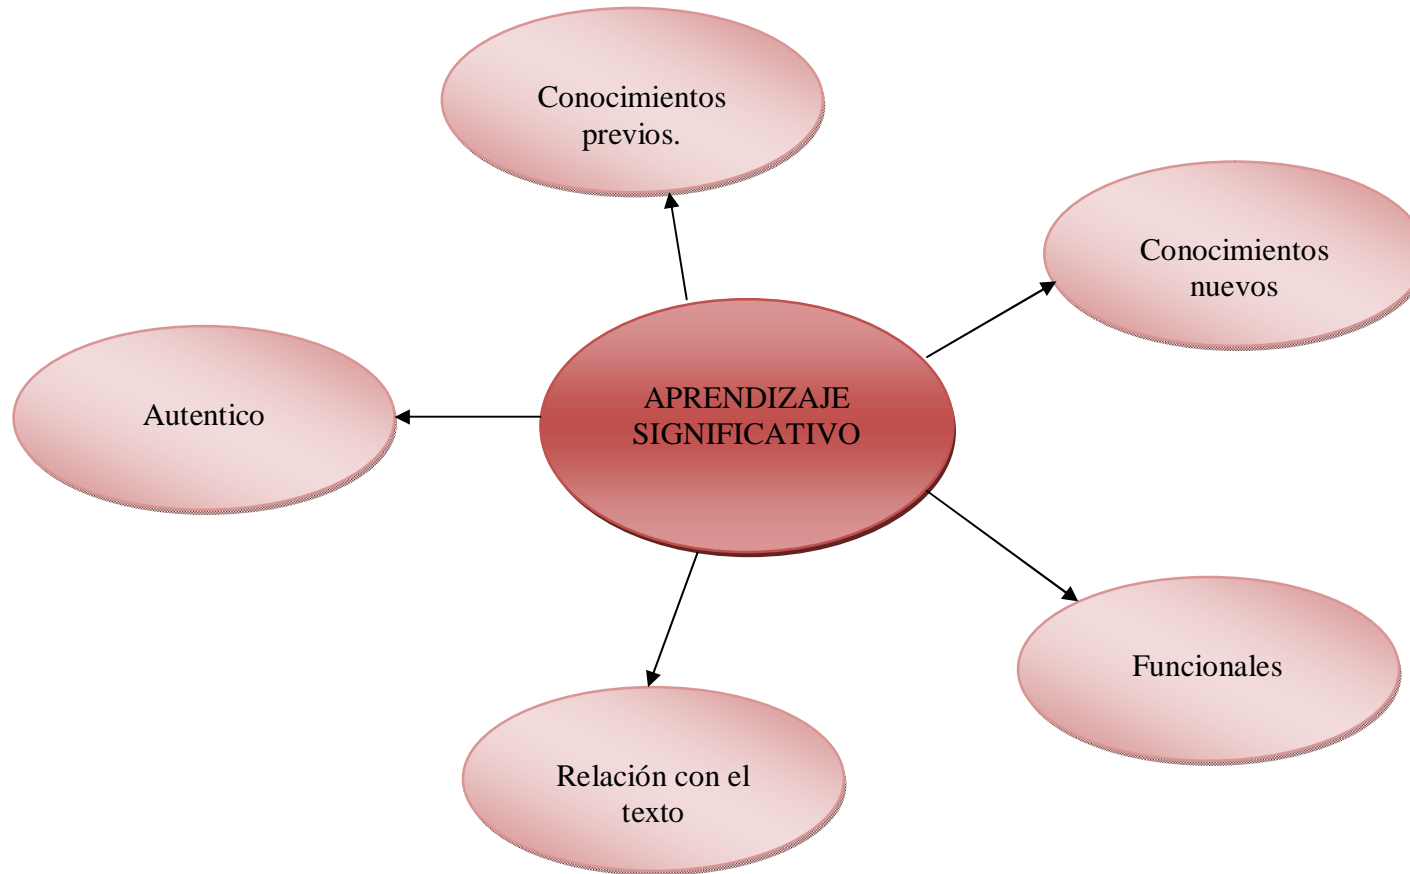 Conocimientos
previos.
Conocimientos
nuevos
APRENDIZAJE
SIGNIFICATIVO
Autentico
Funcionales
Relación con el
texto